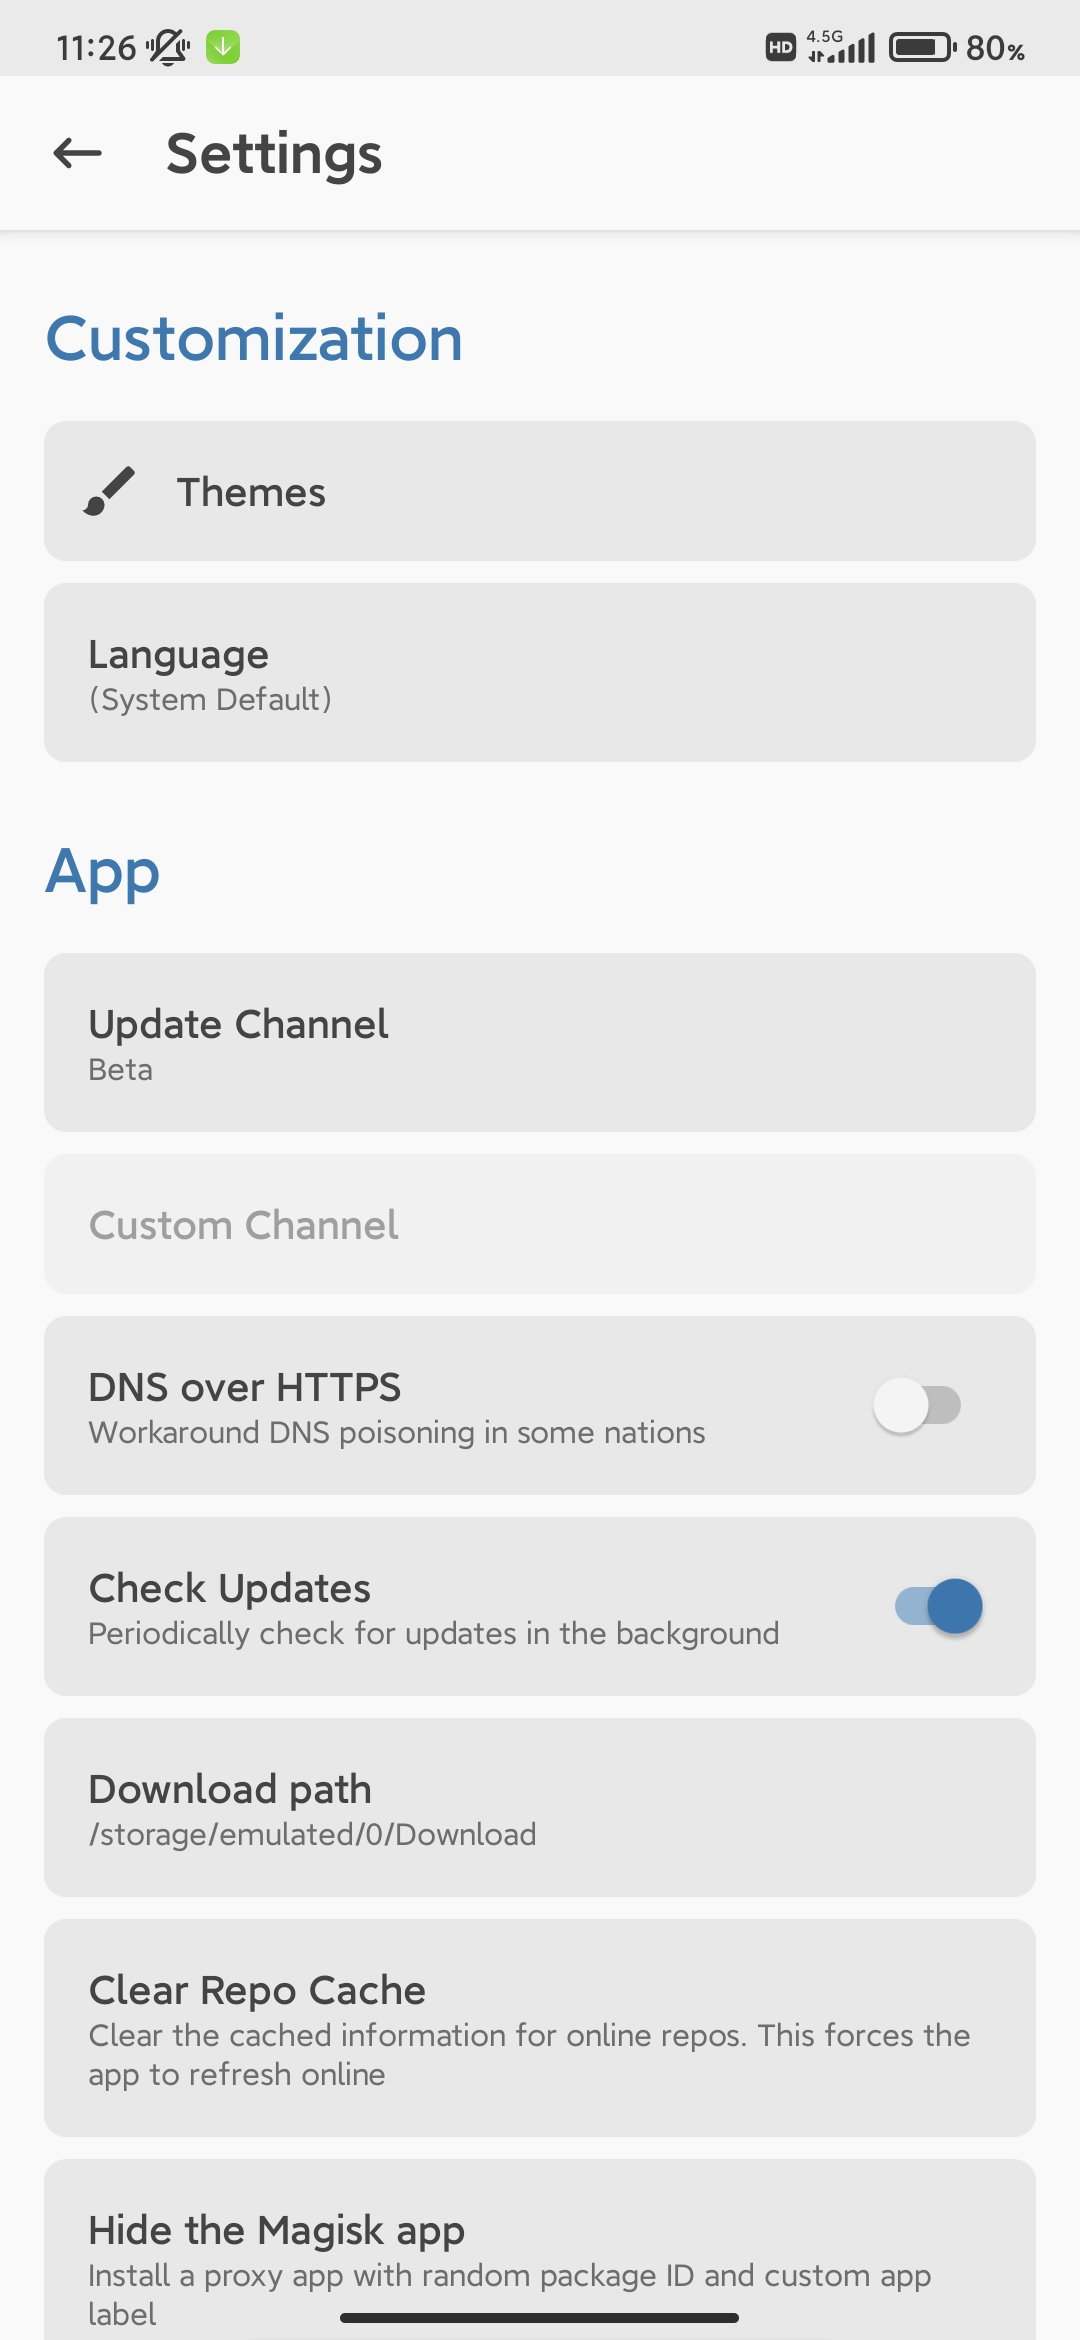 11:26 HD 4.5G 80%
Settings
Customization
Themes
Language
(System Default)
App
Update Channel
Beta
Custom Channel
DNS over HTTPS
Workaround DNS poisoning in some nations
Check Updates
Periodically check for updates in the background
Download path
/storage/emulated/0/Download
Clear Repo Cache
Clear the cached information for online repos. This forces the
app to refresh online
Hide the Magisk app
Install a proxy app with random package ID and custom app
label